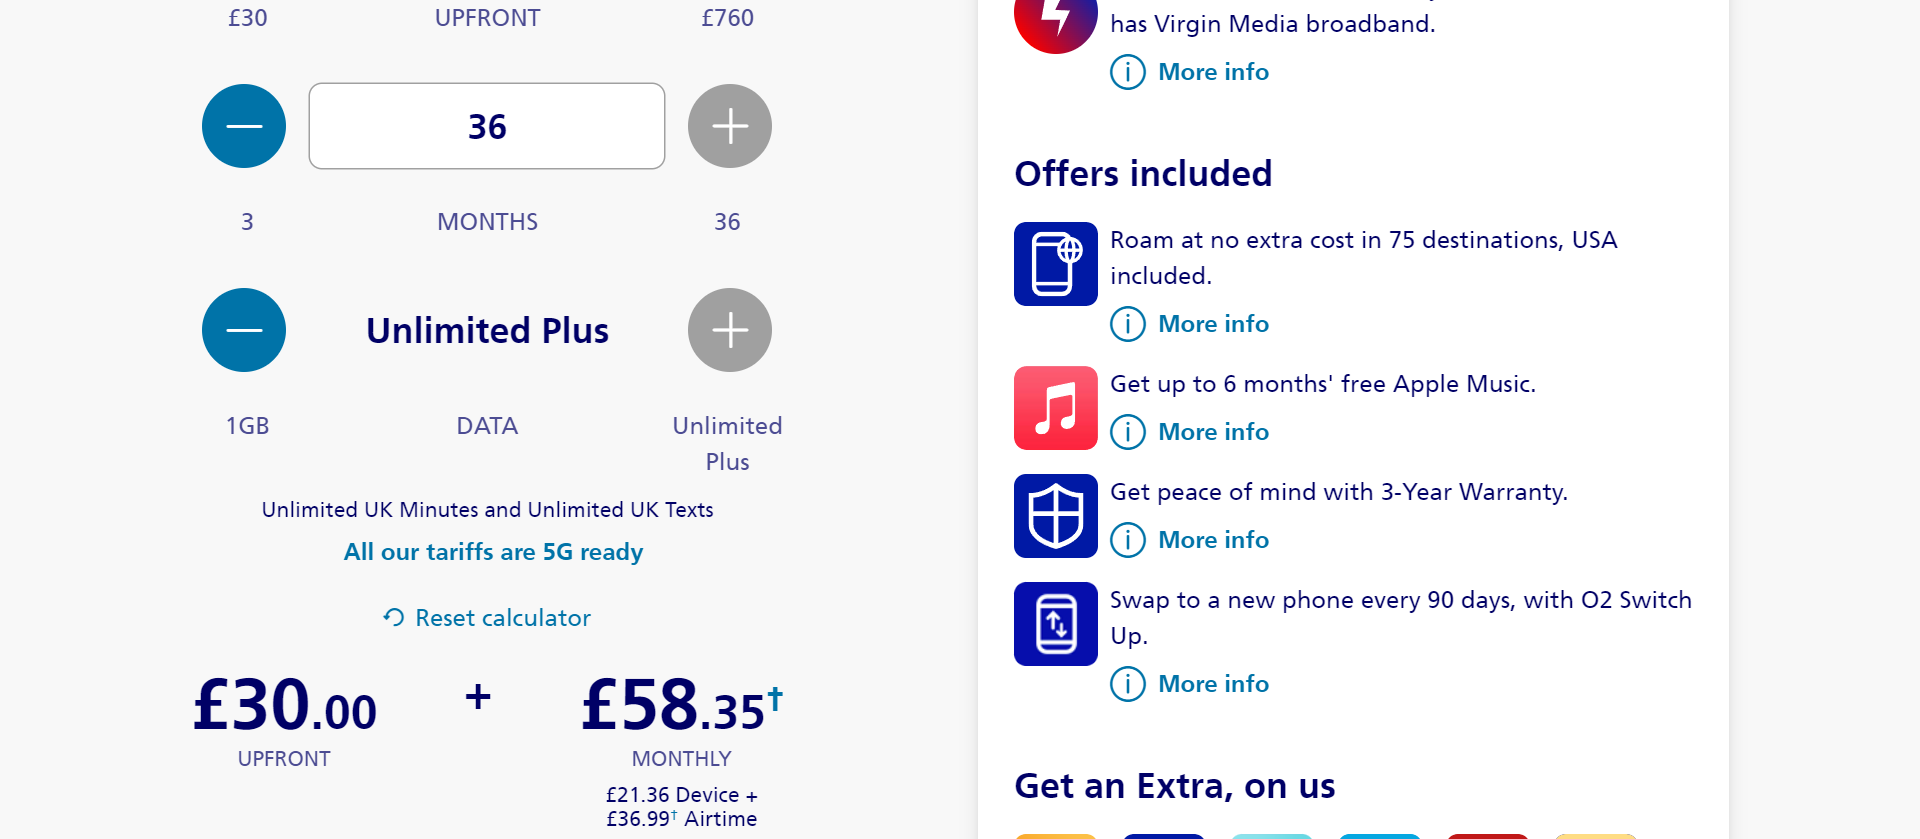 £30 UPFRONT £760
36
3 MONTHS 36
Unlimited Plus
1GB DATA Unlimited
Plus
Unlimited UK Minutes and Unlimited UK Texts
All our tariffs are 5G ready
Reset calculator
£30.00 + £58.35†
UPFRONT MONTHLY
£21.36 Device +
£36.99† Airtime
has Virgin Media broadband.
More info
Offers included
Roam at no extra cost in 75 destinations, USA
included.
More info
Get up to 6 months' free Apple Music.
More info
Get peace of mind with 3-Year Warranty.
More info
Swap to a new phone every 90 days, with O2 Switch
Up.
More info
Get an Extra, on us